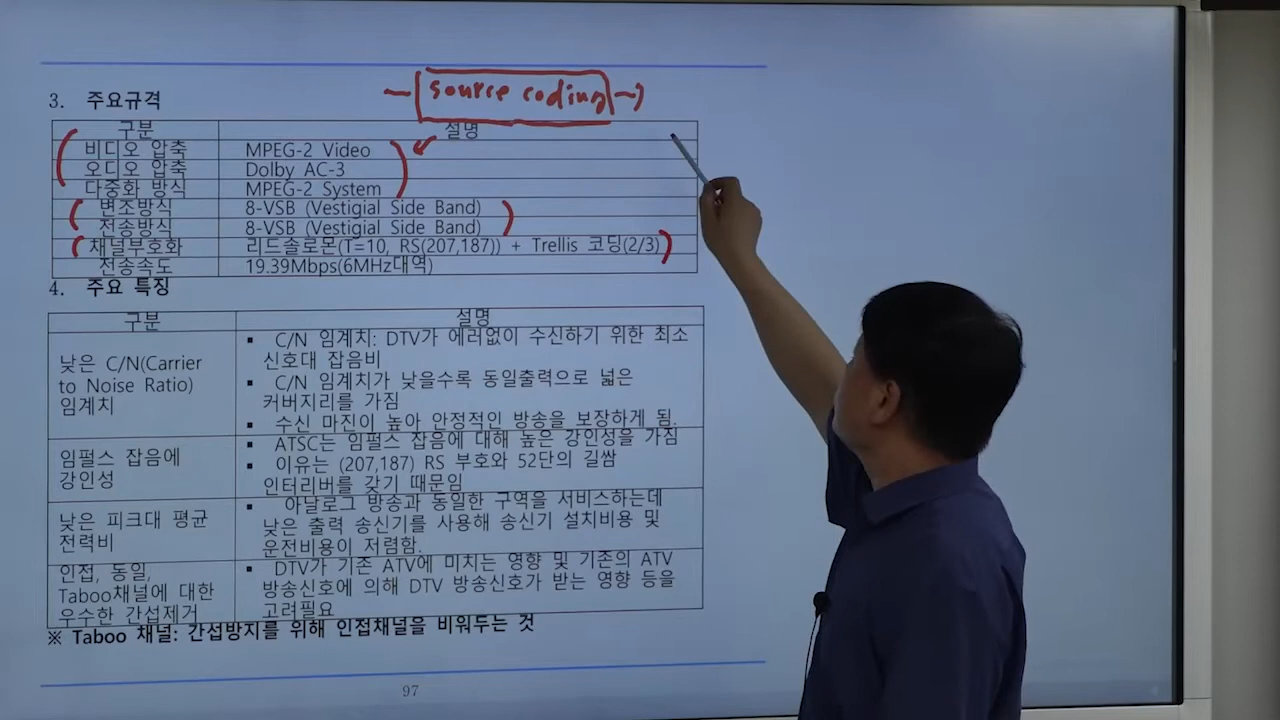 source coding
3. 주요규격
구분 설명
비디오 압축 MPEG-2 Video
오디오 압축 Dolby AC-3
다중화 방식 MPEG-2 System
변조방식 8-VSB (Vestigial Side Band)
전송방식 8-VSB (Vestigial Side Band)
채널부호화 리드솔로몬(T=10, RS(207,187)) + Trellis 코딩(2/3)
전송속도 19.39Mbps(6MHz대역)
4. 주요 특징
구분 설명
낮은 C/N(Carrier
to Noise Ratio)
임계치
▪ C/N 임계치: DTV가 에러없이 수신하기 위한 최소
신호대 잡음비
▪ C/N 임계치가 낮을수록 동일출력으로 넓은
커버지리를 가짐
▪ 수신 마진이 높아 안정적인 방송을 보장하게 됨.
임펄스 잡음에
강인성
▪ ATSC는 임펄스 잡음에 대해 높은 강인성을 가짐
▪ 이유는 (207,187) RS 부호와 52단의 길쌈
인터리버를 갖기 때문임
낮은 피크대 평균
전력비
▪ 아날로그 방송과 동일한 구역을 서비스하는데
낮은 출력 송신기를 사용해 송신기 설치비용 및
운전비용이 저렴함.
인접, 동일,
Taboo채널에 대한
우수한 간섭제거
▪ DTV가 기존 ATV에 미치는 영향 및 기존의 ATV
방송신호에 의해 DTV 방송신호가 받는 영향 등을
고려필요
※ Taboo 채널: 간섭방지를 위해 인접채널을 비워두는 것
97